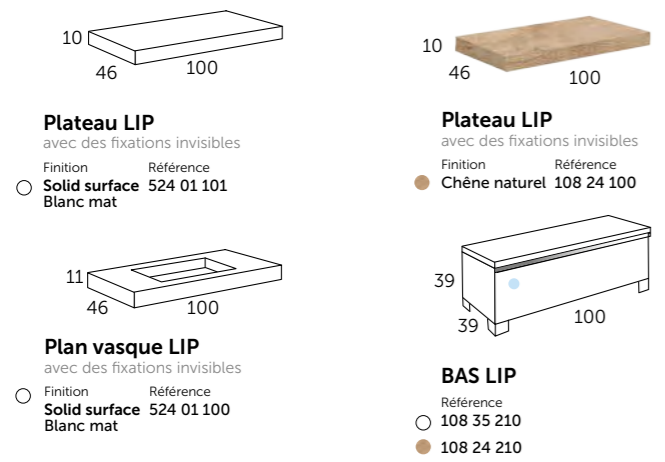 10
46
100
Plateau LIP
avec des fixations invisibles
Finition Référence
Solid surface 524 01 101
Blanc mat
10
46
100
Plateau LIP
avec des fixations invisibles
Finition Référence
Chêne naturel 108 24 100
11
46
100
Plan vasque LIP
avec des fixations invisibles
Finition Référence
Solid surface 524 01 100
Blanc mat
39
39
100
BAS LIP
Référence
108 35 210
108 24 210